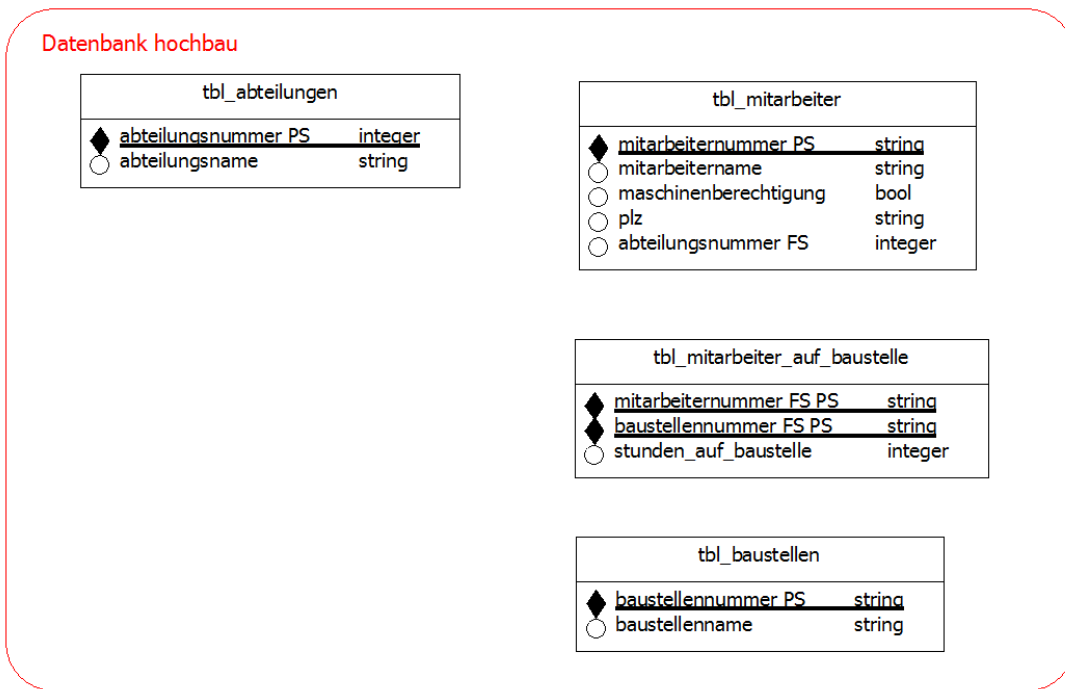 Datenbank hochbau
tbl_abteilungen
abteilungsnummer PS integer
abteilungsname string
tbl_mitarbeiter
mitarbeiternummer PS string
mitarbeitername string
maschinenberechtigung bool
plz string
abteilungsnummer FS integer
tbl_mitarbeiter_auf_baustelle
mitarbeiternummer FS PS string
baustellennummer FS PS string
stunden_auf_baustelle integer
tbl_baustellen
baustellennummer PS string
baustellenname string